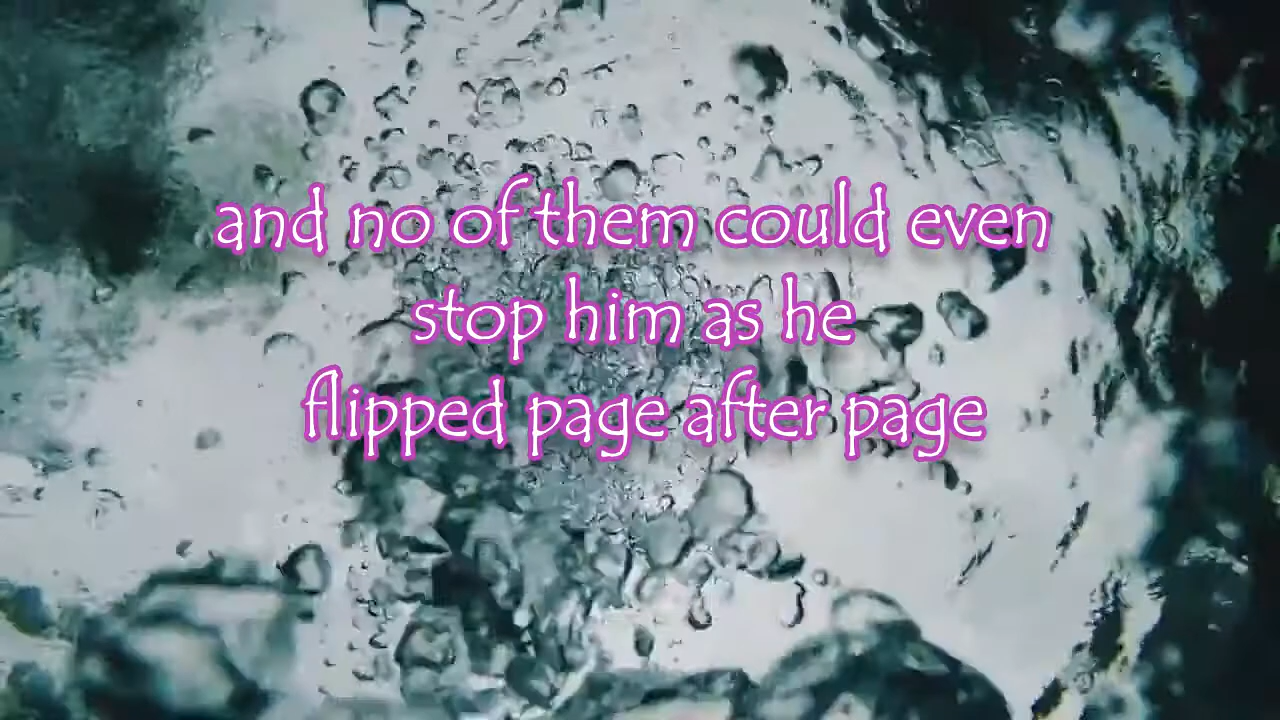 and no of them could even
stop him as he
flipped page after page